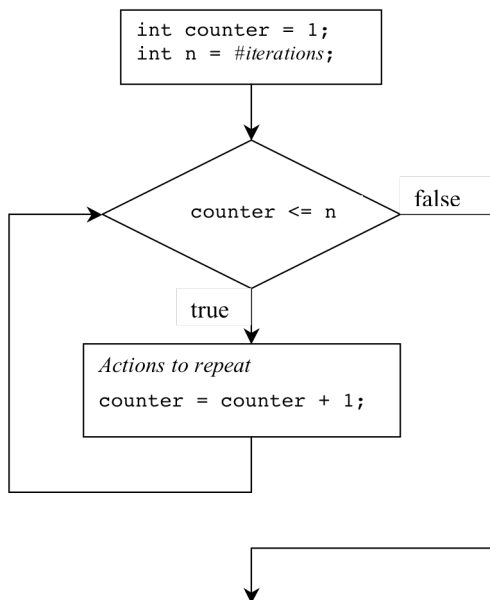 int counter = 1;
int n = #iterations;
counter <= n
false
true
Actions to repeat
counter = counter + 1;